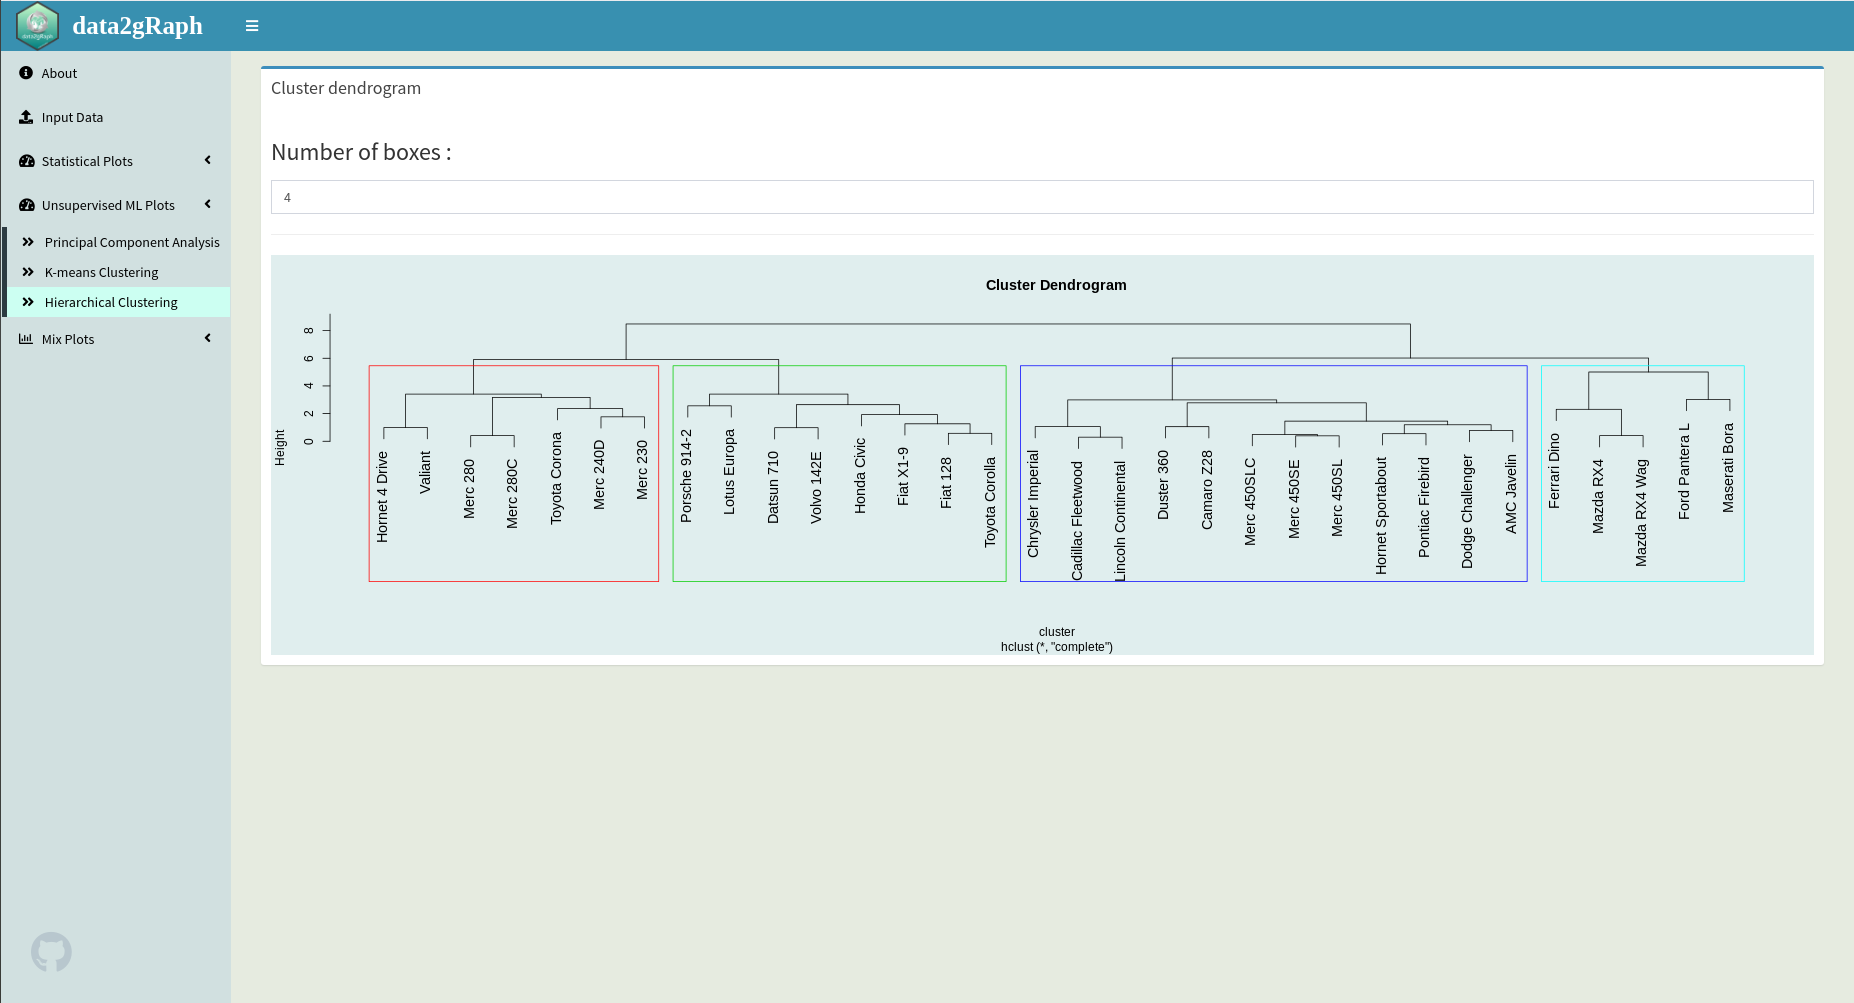 data2gRaph
About
Input Data
Statistical Plots
Unsupervised ML Plots
Principal Component Analysis
K-means Clustering
Hierarchical Clustering
Mix Plots
Cluster dendrogram
Number of boxes :
4
Cluster Dendrogram
Height
8
6
4
2
0
Hornet 4 Drive
Valiant
Merc 280
Merc 280C
Toyota Corona
Merc 240D
Merc 230
Porsche 914-2
Lotus Europa
Datsun 710
Volvo 142E
Honda Civic
Fiat X1-9
Fiat 128
Toyota Corolla
Chrysler Imperial
Cadillac Fleetwood
Lincoln Continental
Duster 360
Camaro Z28
Merc 450SLC
Merc 450SE
Merc 450SL
Hornet Sportabout
Pontiac Firebird
Dodge Challenger
AMC Javelin
Ferrari Dino
Mazda RX4
Mazda RX4 Wag
Ford Pantera L
Maserati Bora
cluster
hclust (*, "complete")